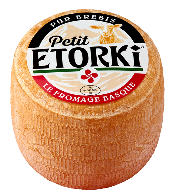 PUR BREBIS
Petit
ETORKI
LE FROMAGE BASQUE